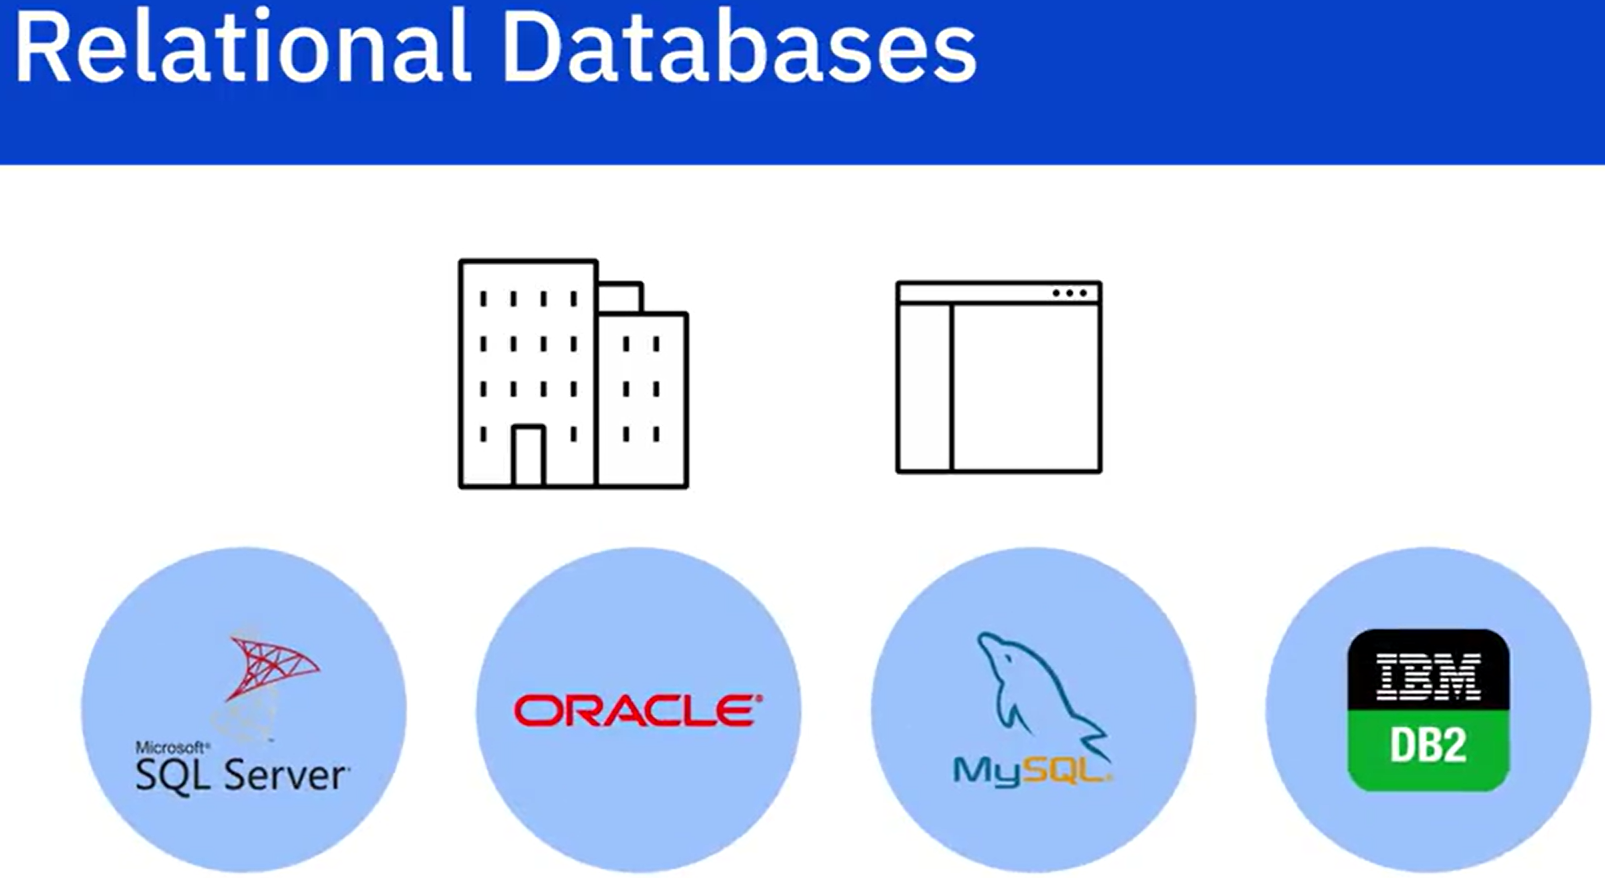 Relational Databases
Microsoft®
SQL Server
ORACLE®
MySQL®
IBM
DB2